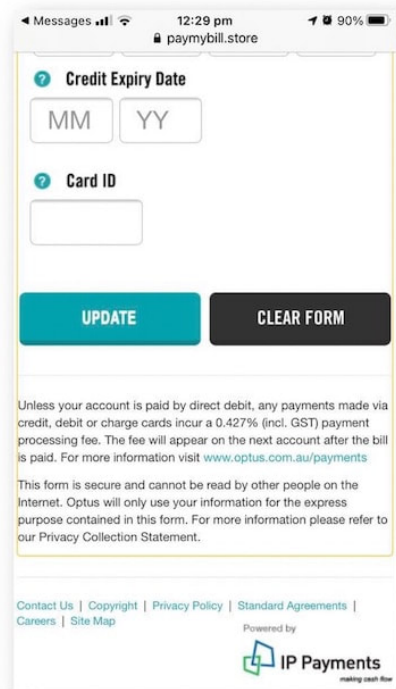 Messages 12:29 pm 90%
paymybill.store
? Credit Expiry Date
MM YY
? Card ID
UPDATE CLEAR FORM
Unless your account is paid by direct debit, any payments made via
credit, debit or charge cards incur a 0.427% (incl. GST) payment
processing fee. The fee will appear on the next account after the bill
is paid. For more information visit www.optus.com.au/payments
This form is secure and cannot be read by other people on the
Internet. Optus will only use your information for the express
purpose contained in this form. For more information please refer to
our Privacy Collection Statement.
Contact Us | Copyright | Privacy Policy | Standard Agreements |
Careers | Site Map
Powered by
IP Payments
making cash flow